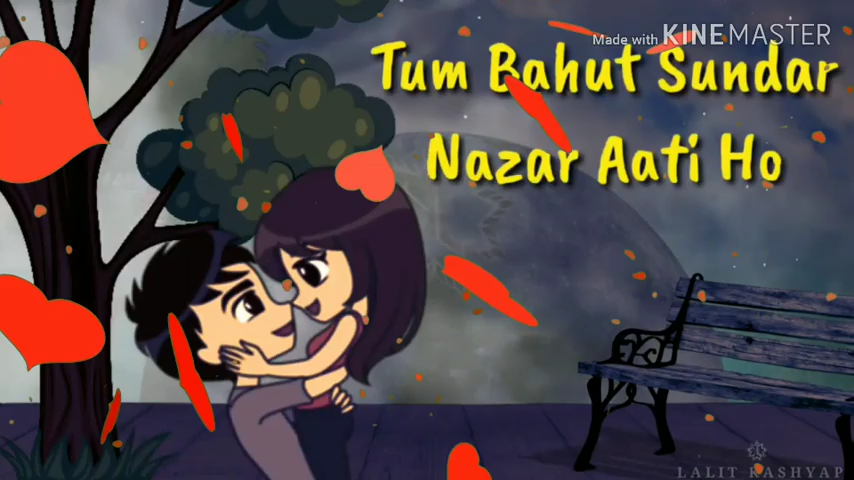 Made with KINEMASTER
Tum Bahut Sundar
Nazar Aati Ho
LALIT KASHYAP